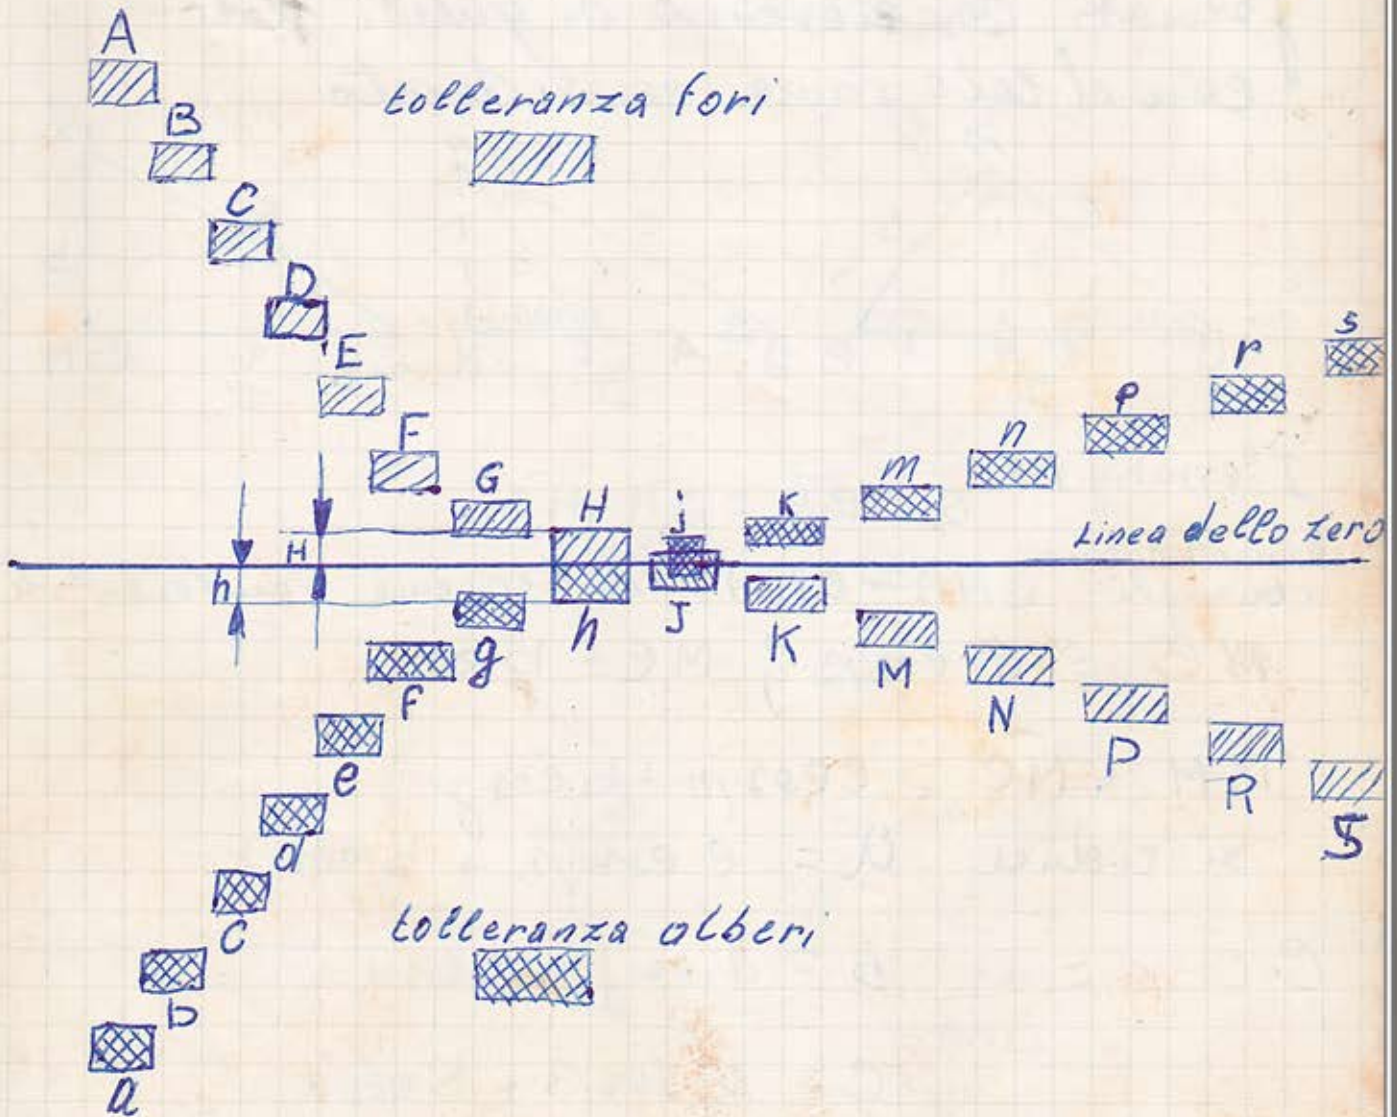 A
tolleranza fori
B
C
D
E
F
G
H
j
K
m
n
p
r
s
H
Linea dello zero
h
g
h
J
K
M
N
P
R
S
f
e
d
c
tolleranza alberi
b
a